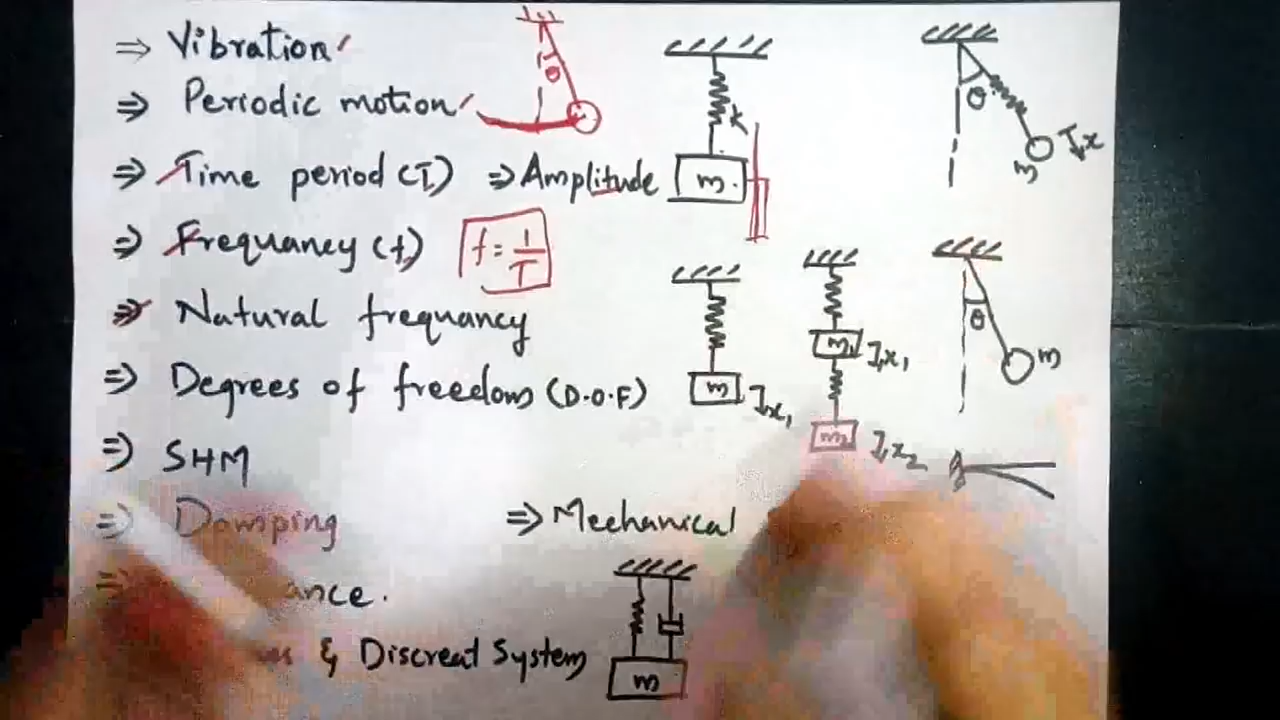 ⇒ Vibration
⇒ Periodic motion
⇒ Time period (T) ⇒ Amplitude
⇒ Frequancy (f)
f = 1/T
⇒ Natural frequancy
⇒ Degrees of freedom (D.O.F)
⇒ SHM
⇒ Damping ⇒ Mechanical
⇒
& Discreat System
θ
m
k
m
θ
m
x
m
x1
m1
x1
m2
x2
θ
m
m